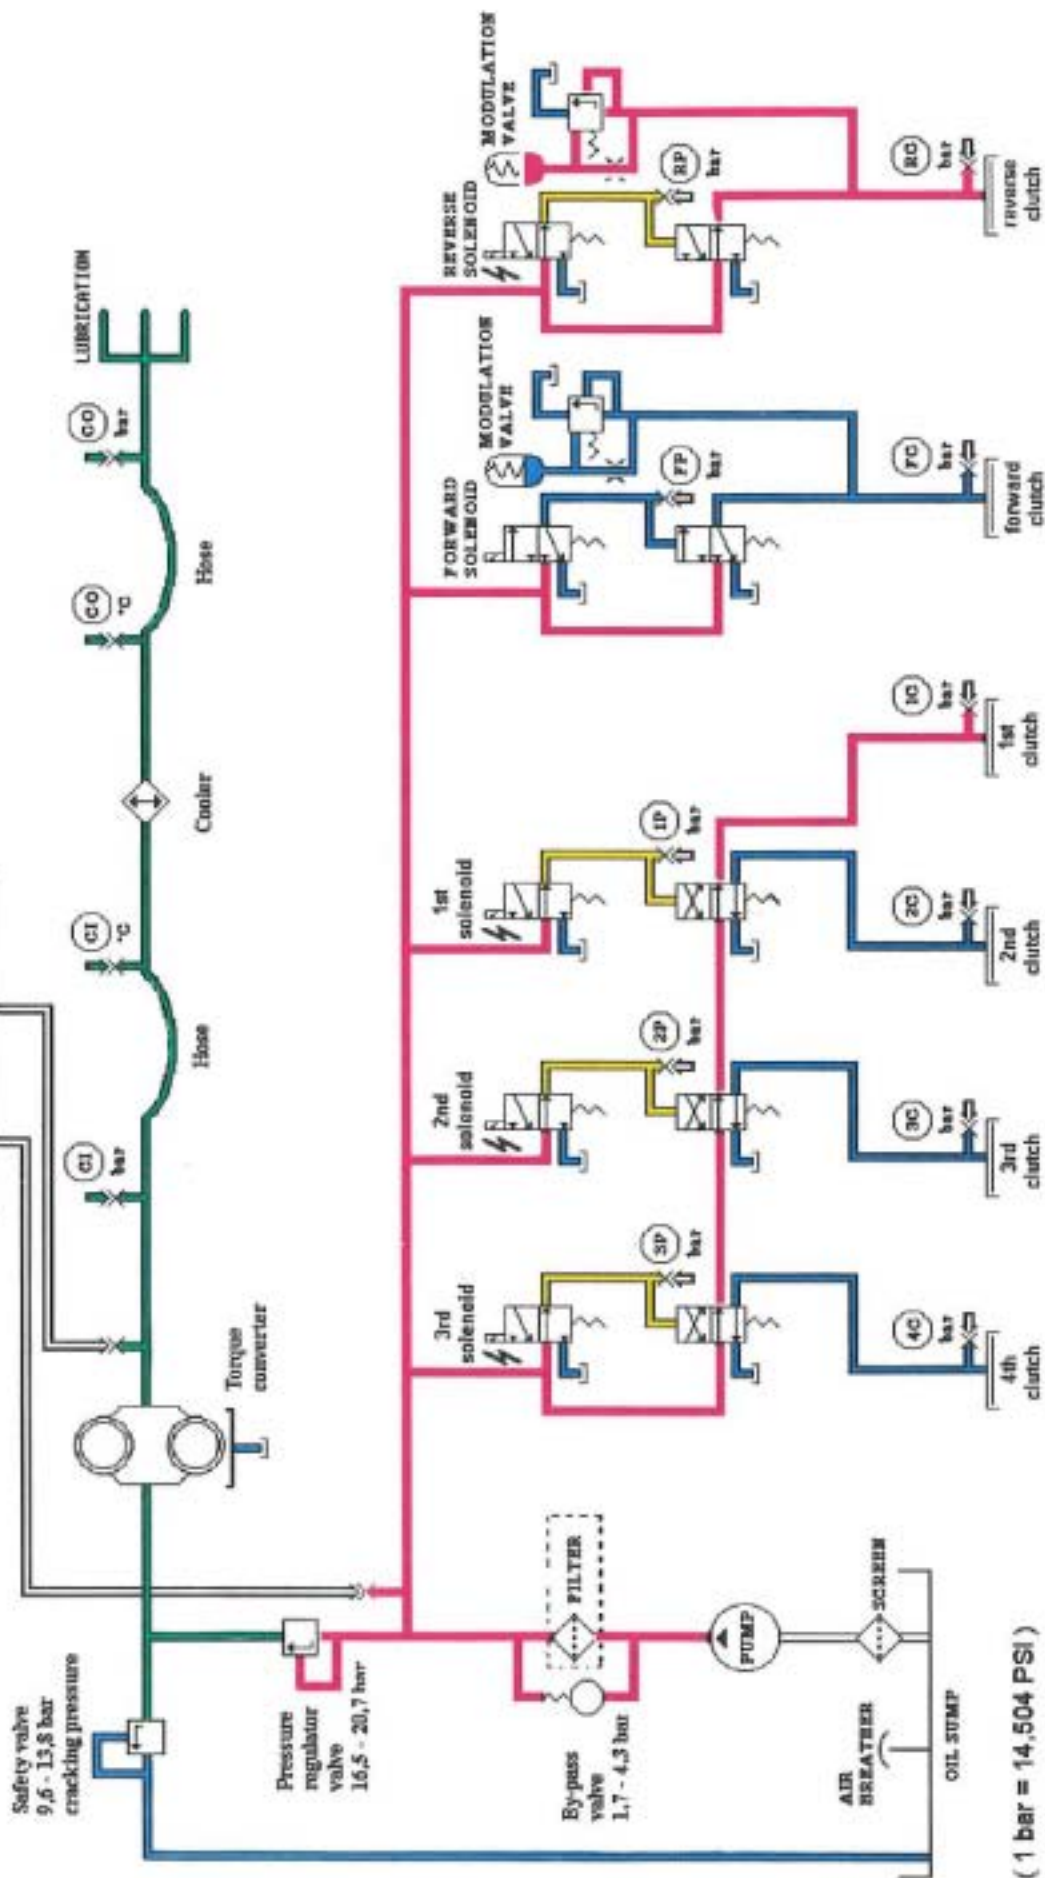 Safety valve
9,6 - 13,8 bar
cracking pressure
Torque
converter
CI
bar
Hose
CI
°C
Cooler
CO
°C
Hose
CO
bar
LUBRICATION
Pressure
regulator
valve
16,5 - 20,7 bar
By-pass
valve
1,7 - 4,3 bar
FILTER
PUMP
SCREEN
AIR
BREATHER
OIL SUMP
3rd
solenoid
2nd
solenoid
1st
solenoid
FORWARD
SOLENOID
MODULATION
VALVE
REVERSE
SOLENOID
MODULATION
VALVE
3P
bar
2P
bar
1P
bar
FP
bar
RP
bar
4C
bar
3C
bar
2C
bar
1C
bar
FC
bar
RC
bar
4th
clutch
3rd
clutch
2nd
clutch
1st
clutch
forward
clutch
reverse
clutch
( 1 bar = 14,504 PSI )